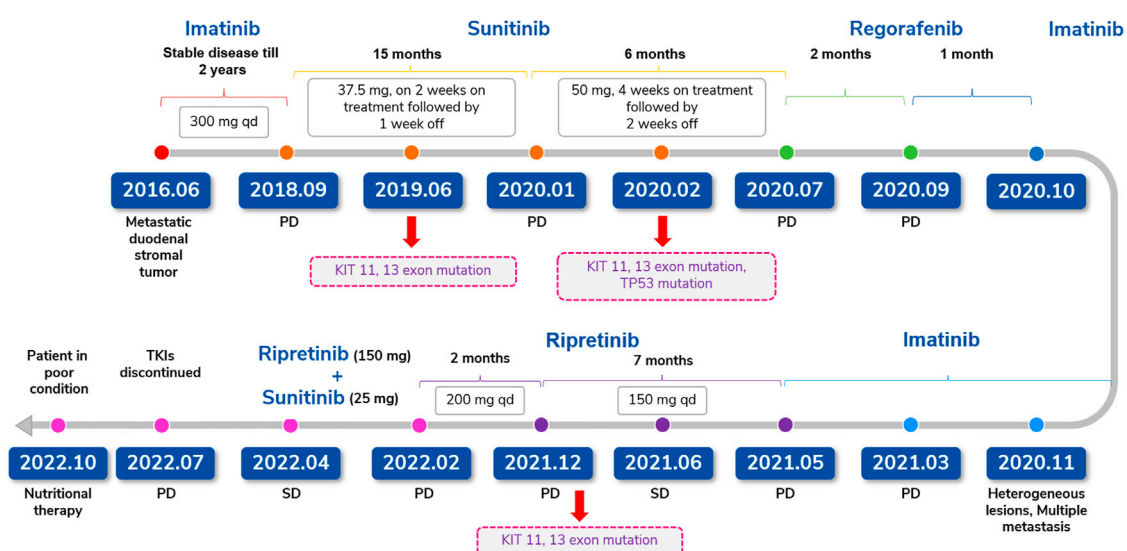 Imatinib
Sunitinib
Regorafenib
Imatinib
Stable disease till
2 years
15 months
6 months
2 months
1 month
300 mg qd
37.5 mg, on 2 weeks on
treatment followed by
1 week off
50 mg, 4 weeks on treatment
followed by
2 weeks off
2016.06
2018.09
2019.06
2020.01
2020.02
2020.07
2020.09
2020.10
Metastatic
duodenal
stromal
tumor
PD
PD
PD
PD
KIT 11, 13 exon mutation
KIT 11, 13 exon mutation,
TP53 mutation
Patient in
poor
condition
TKIs
discontinued
Ripretinib (150 mg)
+
Sunitinib (25 mg)
Ripretinib
Imatinib
2 months
7 months
200 mg qd
150 mg qd
2022.10
2022.07
2022.04
2022.02
2021.12
2021.06
2021.05
2021.03
2020.11
Nutritional
therapy
PD
SD
PD
PD
SD
PD
PD
Heterogeneous
lesions, Multiple
metastasis
KIT 11, 13 exon mutation